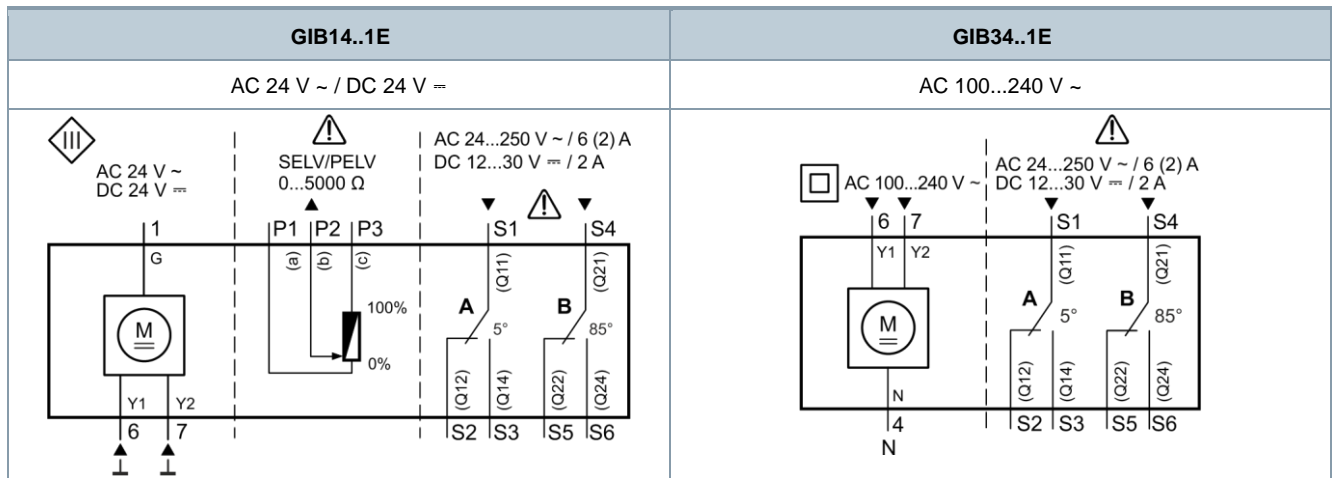 GIB14..1E
GIB34..1E
AC 24 V ~ / DC 24 V ⎓
AC 100...240 V ~
III
AC 24 V ~
DC 24 V ⎓
SELV/PELV
0...5000 Ω
AC 24...250 V ~ / 6 (2) A
DC 12...30 V ⎓ / 2 A
1
P1 P2 P3
S1 S4
G
(a) (b) (c)
(Q11) (Q21)
100%
A B
M
5° 85°
0%
(Q12) (Q14) (Q22) (Q24)
Y1 Y2
6 7
S2 S3 S5 S6
AC 100...240 V ~
AC 24...250 V ~ / 6 (2) A
DC 12...30 V ⎓ / 2 A
6 7
S1 S4
Y1 Y2
(Q11) (Q21)
A B
M
5° 85°
(Q12) (Q14) (Q22) (Q24)
N
4
S2 S3 S5 S6
N